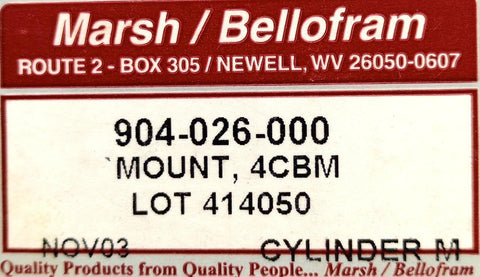 Marsh / Bellofram
ROUTE 2 - BOX 305 / NEWELL, WV 26050-0607
904-026-000
MOUNT, 4CBM
LOT 414050
NOV03 CYLINDER M
Quality Products from Quality People... Marsh / Bellofram